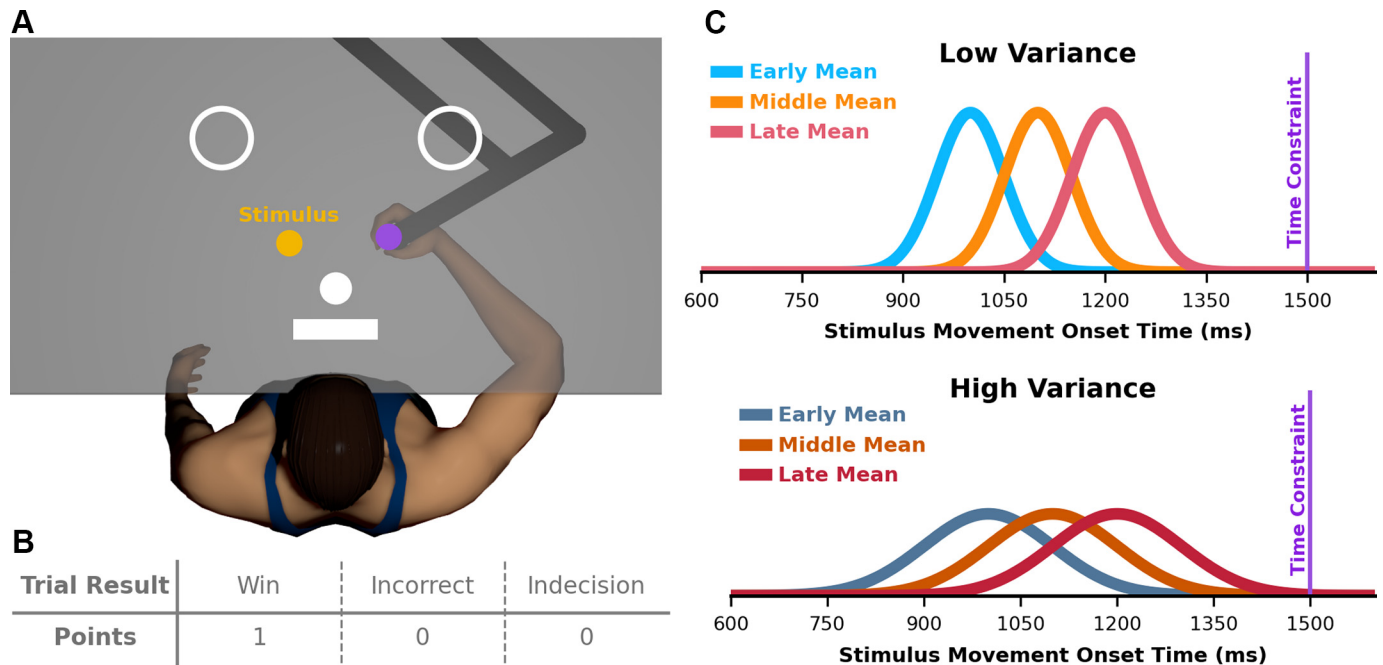 A
Stimulus
B
Trial Result Win Incorrect Indecision
Points 1 0 0
C
Low Variance
Early Mean
Middle Mean
Late Mean
Time Constraint
600 750 900 1050 1200 1350 1500
Stimulus Movement Onset Time (ms)
High Variance
Early Mean
Middle Mean
Late Mean
Time Constraint
600 750 900 1050 1200 1350 1500
Stimulus Movement Onset Time (ms)